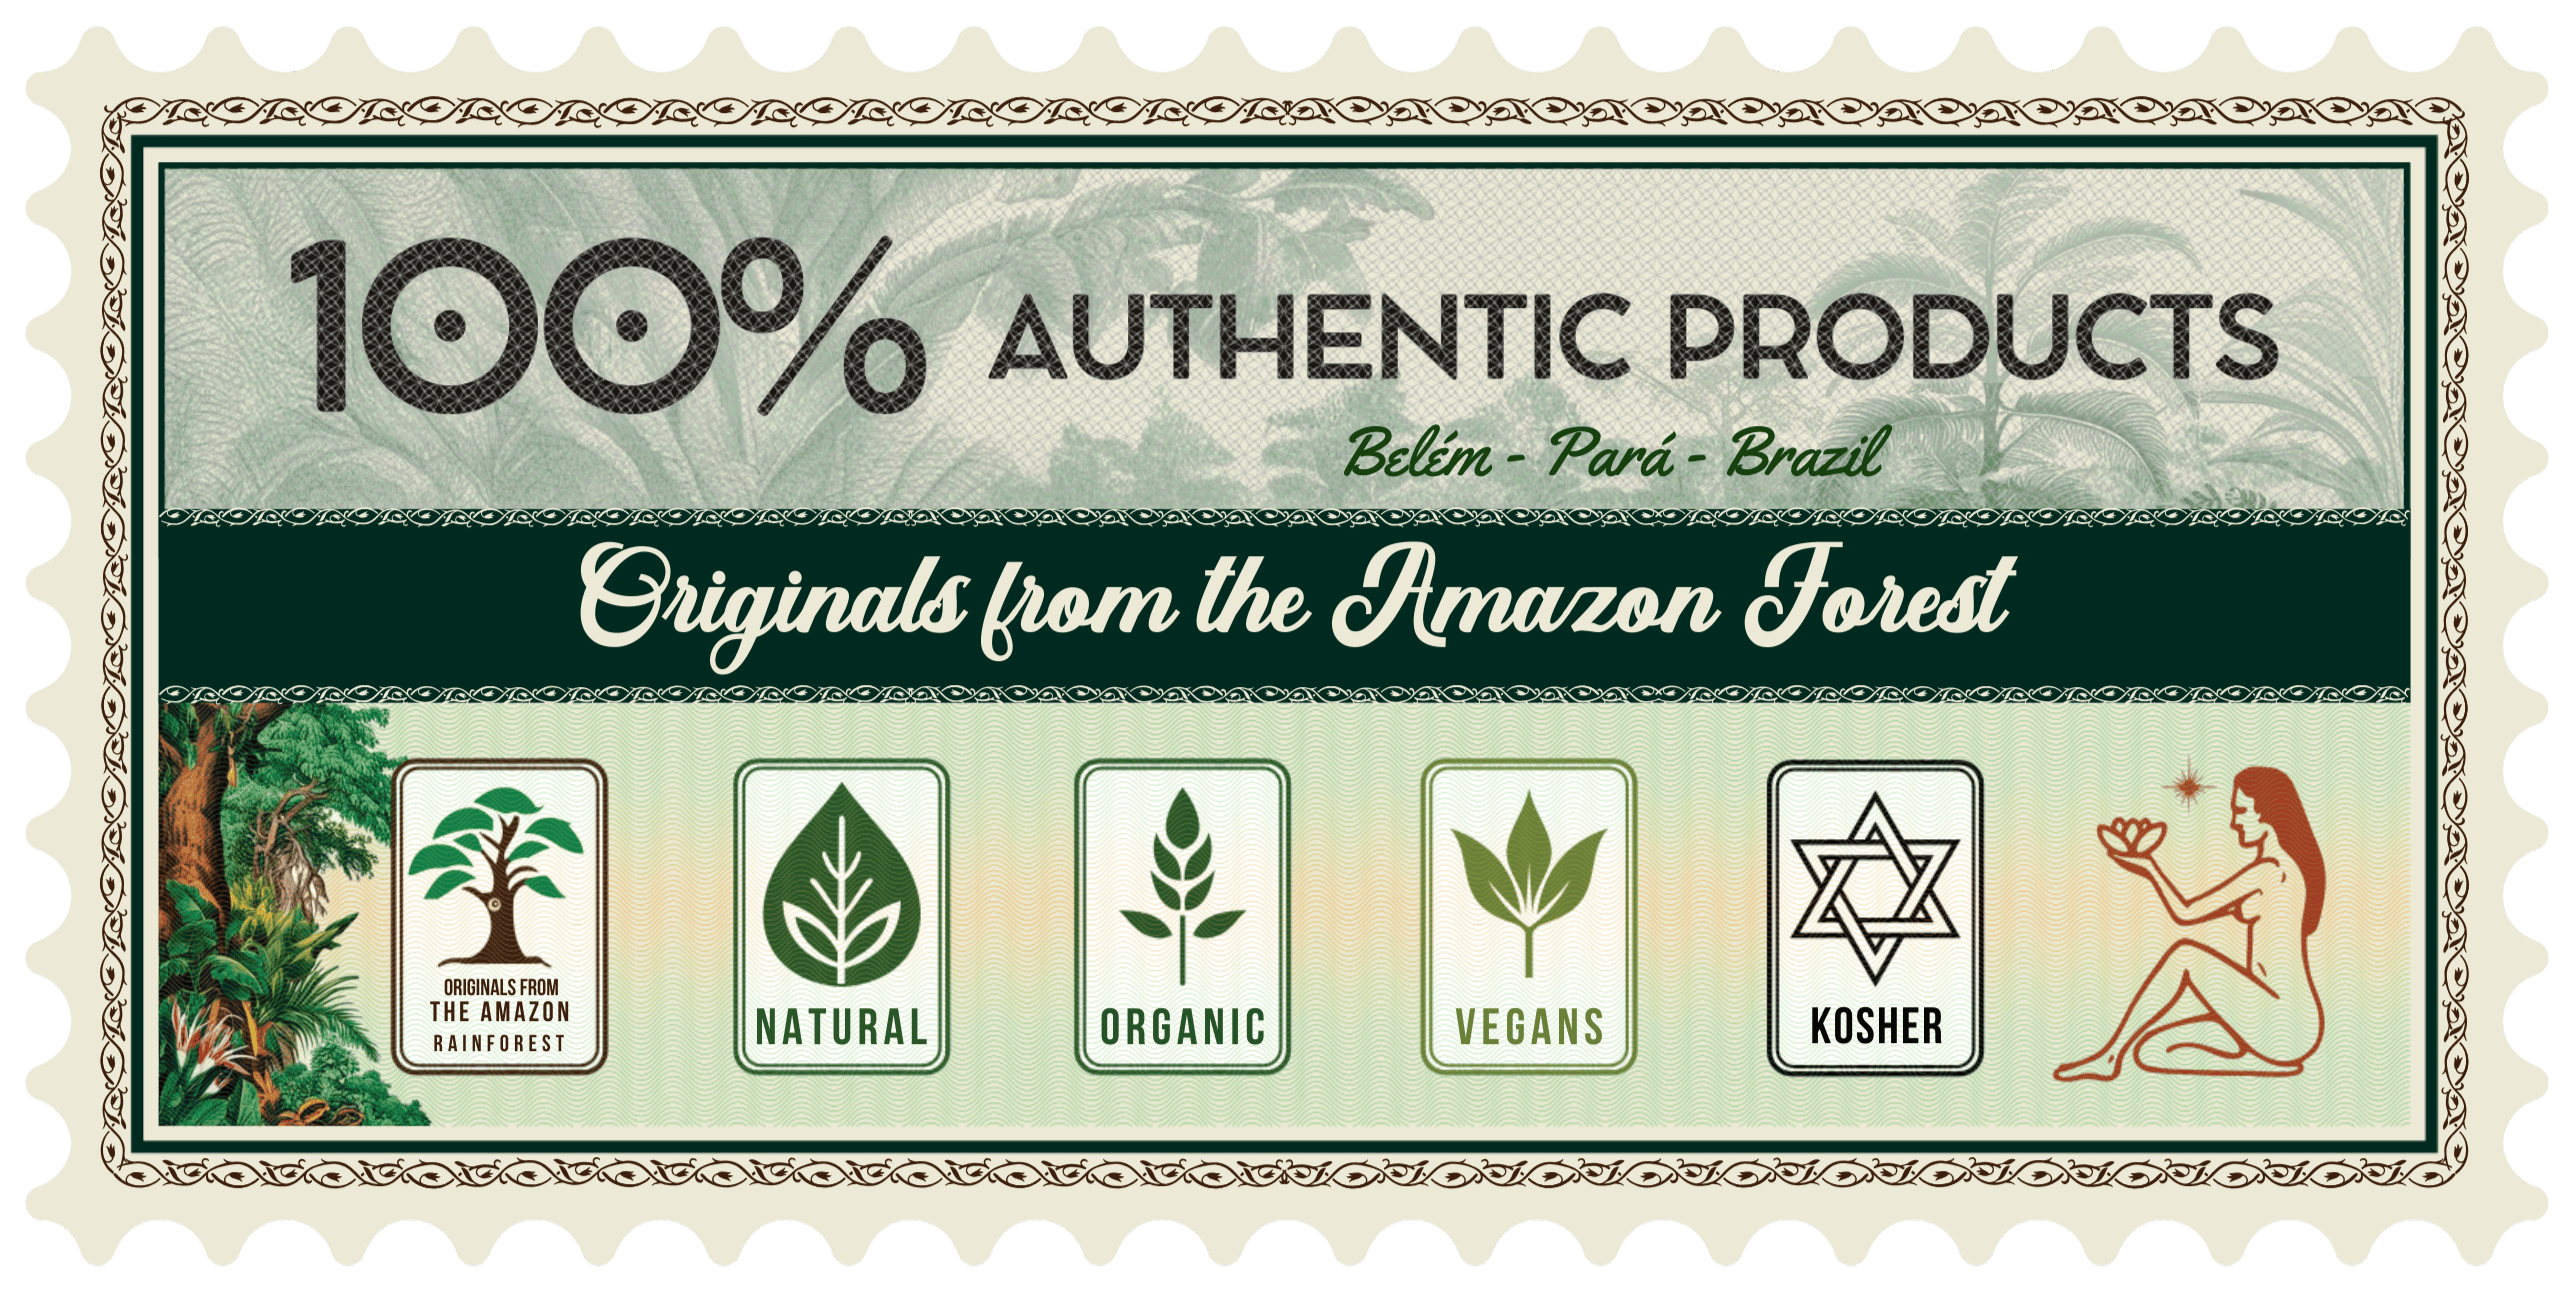 100% AUTHENTIC PRODUCTS
Belém - Pará - Brazil
Originals from the Amazon Forest
ORIGINALS FROM
THE AMAZON
RAINFOREST
NATURAL
ORGANIC
VEGANS
KOSHER